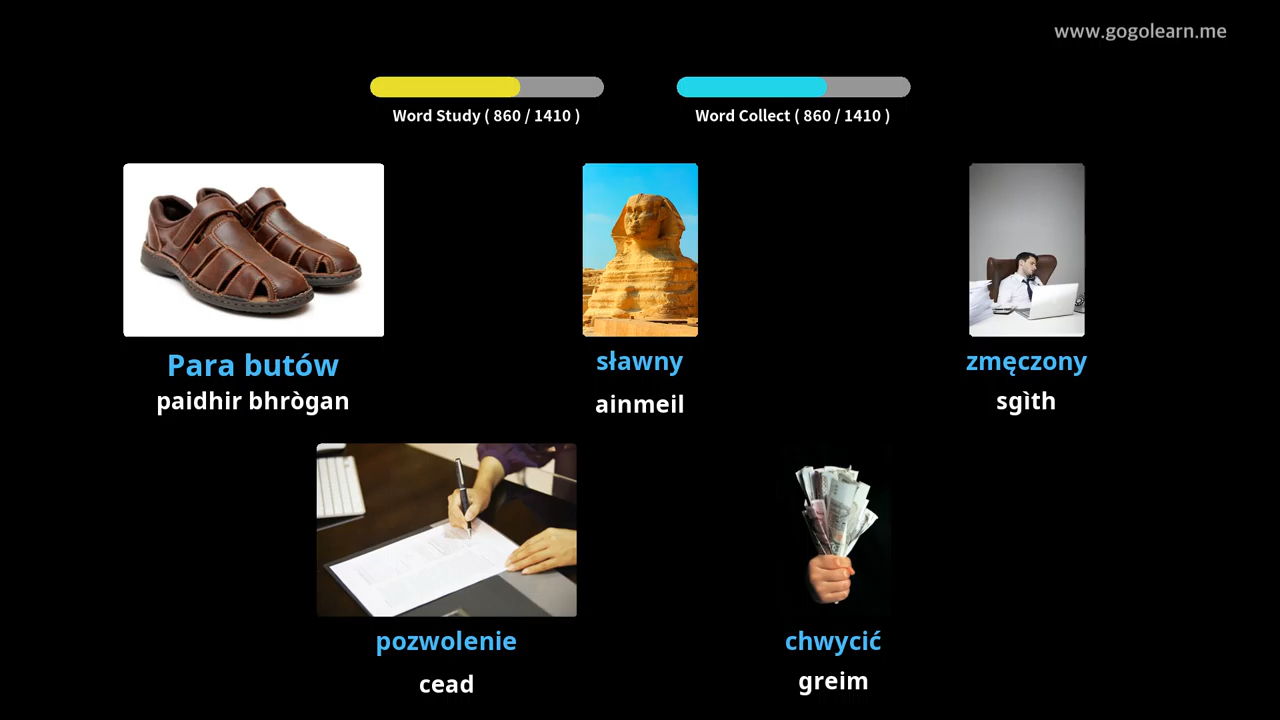 www.gogolearn.me
Word Study ( 860 / 1410 )
Word Collect ( 860 / 1410 )
Para butów
paidhir bhrògan
sławny
ainmeil
zmęczony
sgìth
pozwolenie
cead
chwycić
greim